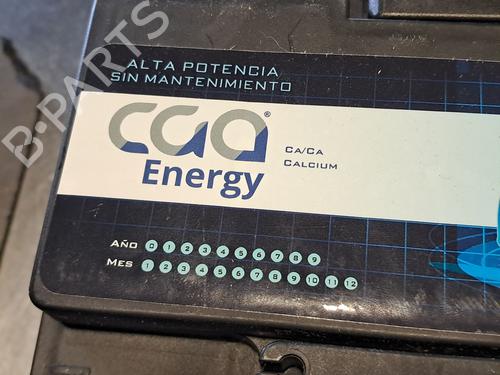 ALTA POTENCIA
SIN MANTENIMIENTO
CGA®
Energy
CA/CA
CALCIUM
AÑO 0 1 2 3 4 5 6 7 8 9
MES 1 2 3 4 5 6 7 8 9 10 11 12
B-PARTS